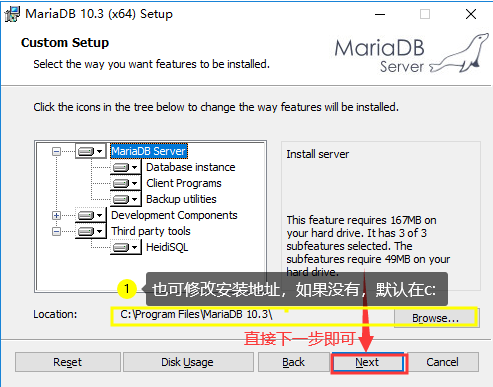 MariaDB 10.3 (x64) Setup
Custom Setup
Select the way you want features to be installed.
MariaDB
Server
Click the icons in the tree below to change the way features will be installed.
MariaDB Server
Database instance
Client Programs
Backup utilities
Development Components
Third party tools
HeidiSQL
Install server
This feature requires 167MB on
your hard drive. It has 3 of 3
subfeatures selected. The
subfeatures require 49MB on your
hard drive.
1 也可修改安装地址，如果没有，默认在c:
Location:
C:\Program Files\MariaDB 10.3\
Browse...
直接下一步即可
Reset
Disk Usage
Back
Next
Cancel